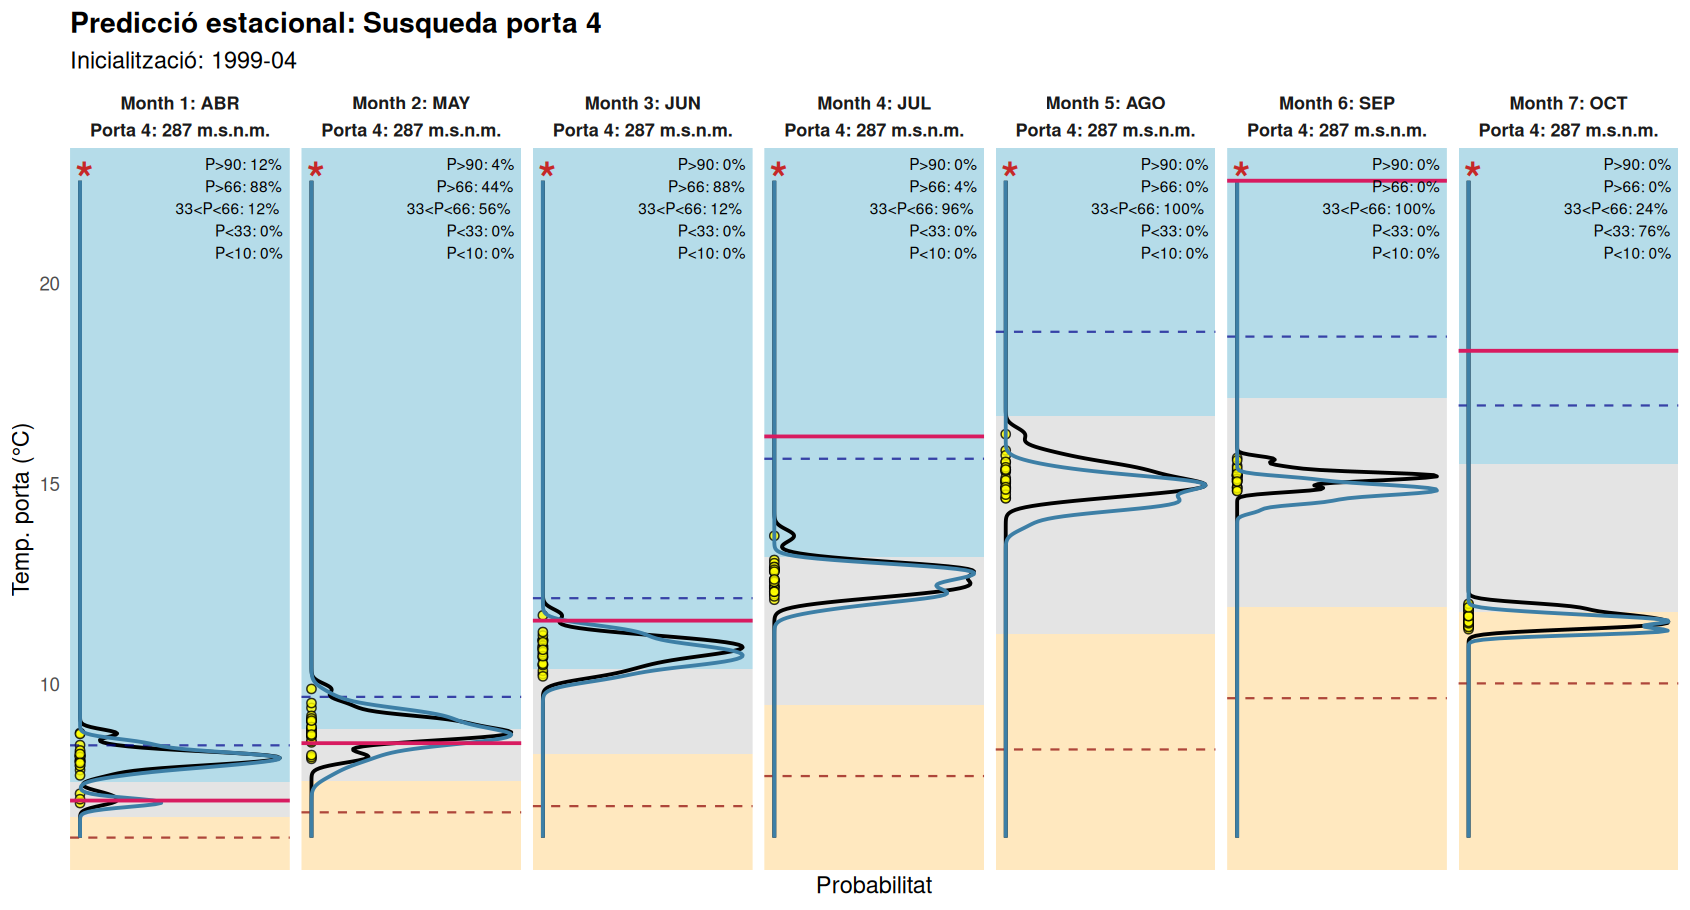 Predicció estacional: Susqueda porta 4
Inicialització: 1999-04
Month 1: ABR
Porta 4: 287 m.s.n.m.
Month 2: MAY
Porta 4: 287 m.s.n.m.
Month 3: JUN
Porta 4: 287 m.s.n.m.
Month 4: JUL
Porta 4: 287 m.s.n.m.
Month 5: AGO
Porta 4: 287 m.s.n.m.
Month 6: SEP
Porta 4: 287 m.s.n.m.
Month 7: OCT
Porta 4: 287 m.s.n.m.
*
P>90: 12%
P>66: 88%
33<P<66: 12%
P<33: 0%
P<10: 0%
*
P>90: 4%
P>66: 44%
33<P<66: 56%
P<33: 0%
P<10: 0%
*
P>90: 0%
P>66: 88%
33<P<66: 12%
P<33: 0%
P<10: 0%
*
P>90: 0%
P>66: 4%
33<P<66: 96%
P<33: 0%
P<10: 0%
*
P>90: 0%
P>66: 0%
33<P<66: 100%
P<33: 0%
P<10: 0%
*
P>90: 0%
P>66: 0%
33<P<66: 100%
P<33: 0%
P<10: 0%
*
P>90: 0%
P>66: 0%
33<P<66: 24%
P<33: 76%
P<10: 0%
20
15
10
Temp. porta (°C)
Probabilitat